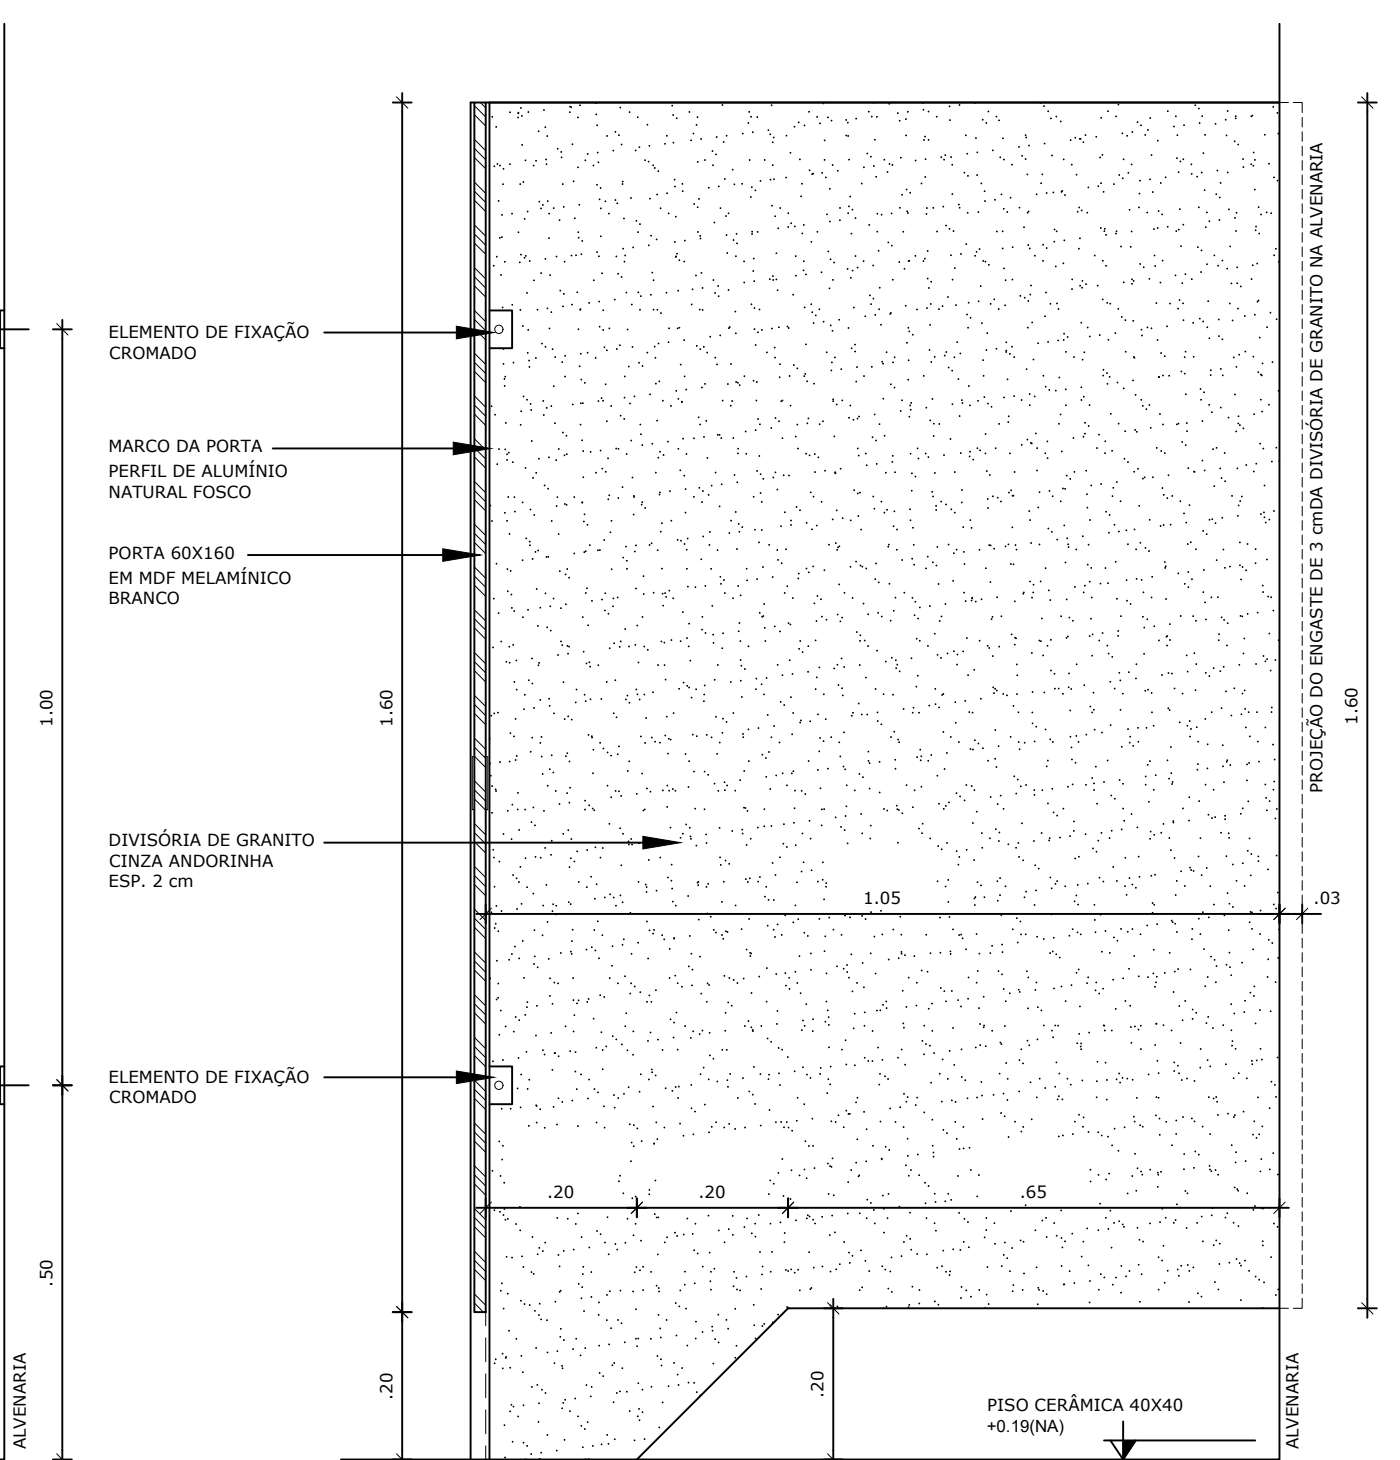 ELEMENTO DE FIXAÇÃO
CROMADO
MARCO DA PORTA
PERFIL DE ALUMÍNIO
NATURAL FOSCO
PORTA 60X160
EM MDF MELAMÍNICO
BRANCO
1.00
1.60
PROJEÇÃO DO ENGASTE DE 3 cmDA DIVISÓRIA DE GRANITO NA ALVENARIA
1.60
DIVISÓRIA DE GRANITO
CINZA ANDORINHA
ESP. 2 cm
1.05
.03
ELEMENTO DE FIXAÇÃO
CROMADO
.20
.20
.65
.50
.20
.20
PISO CERÂMICA 40X40
+0.19(NA)
ALVENARIA
ALVENARIA